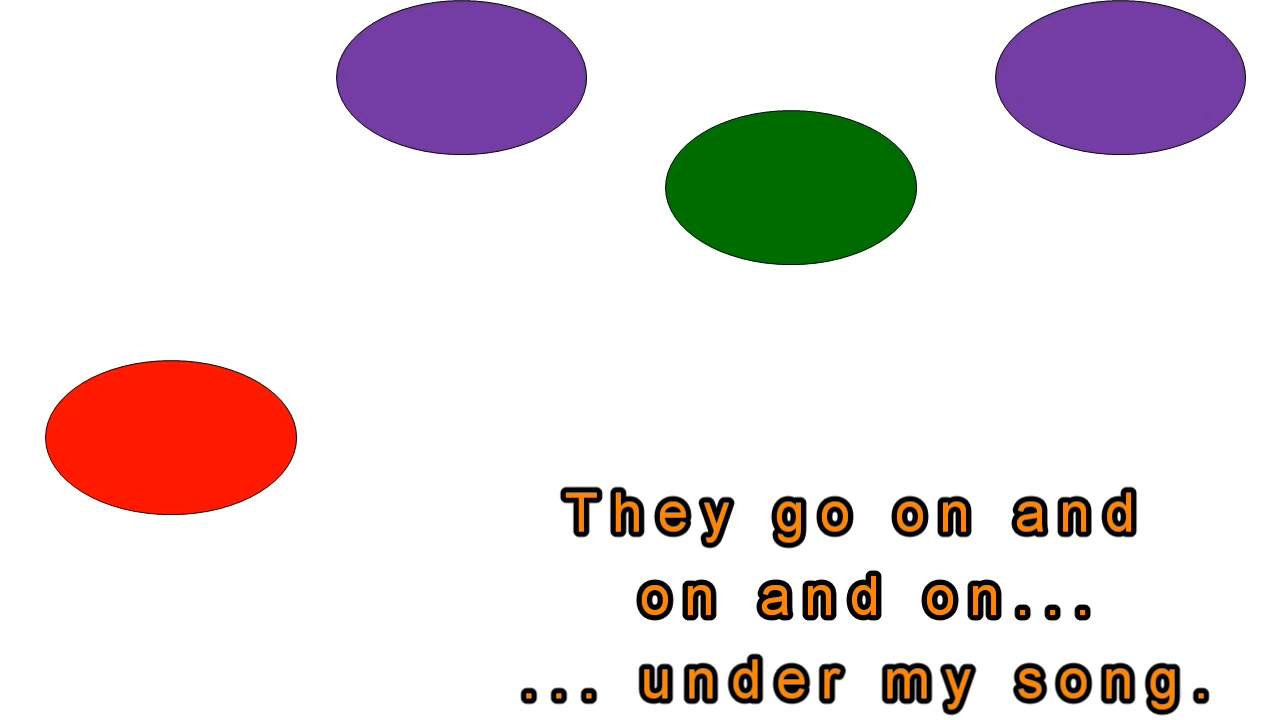 They go on and
on and on...
... under my song.